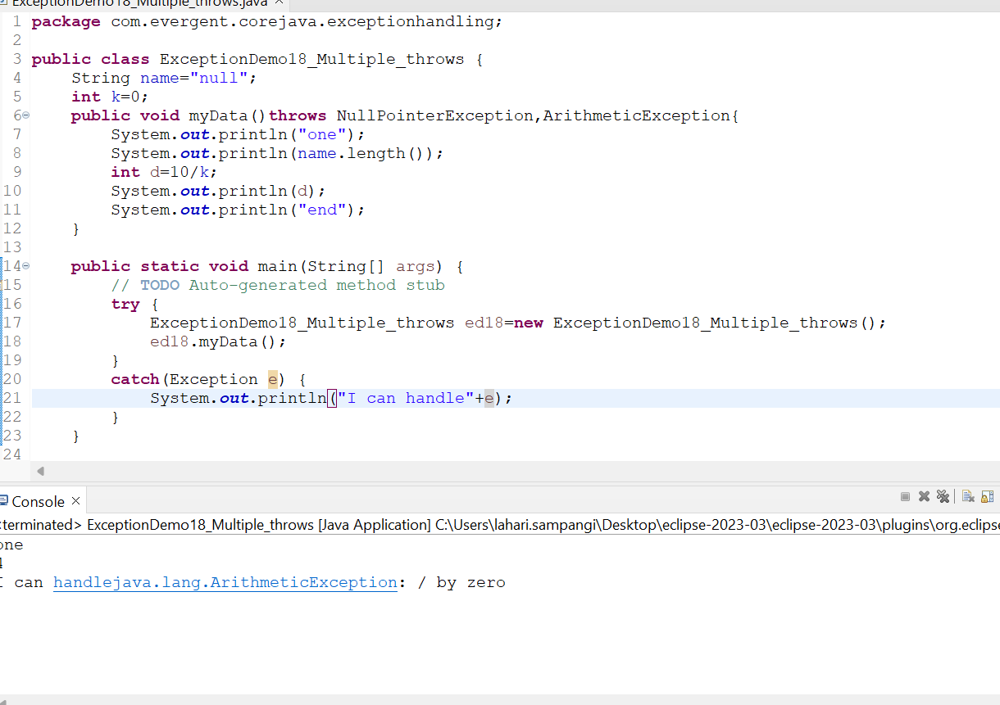 ExceptionDemo18_Multiple_throws.java ×
1 package com.evergent.corejava.exceptionhandling;
2
3 public class ExceptionDemo18_Multiple_throws {
4 String name="null";
5 int k=0;
6 public void myData()throws NullPointerException,ArithmeticException{
7 System.out.println("one");
8 System.out.println(name.length());
9 int d=10/k;
10 System.out.println(d);
11 System.out.println("end");
12 }
13
14 public static void main(String[] args) {
15 // TODO Auto-generated method stub
16 try {
17 ExceptionDemo18_Multiple_throws ed18=new ExceptionDemo18_Multiple_throws();
18 ed18.myData();
19 }
20 catch(Exception e) {
21 System.out.println("I can handle"+e);
22 }
23 }
24
Console ×
<terminated> ExceptionDemo18_Multiple_throws [Java Application] C:\Users\lahari.sampangi\Desktop\eclipse-2023-03\eclipse-2023-03\plugins\org.eclipse
one
4
I can handlejava.lang.ArithmeticException: / by zero